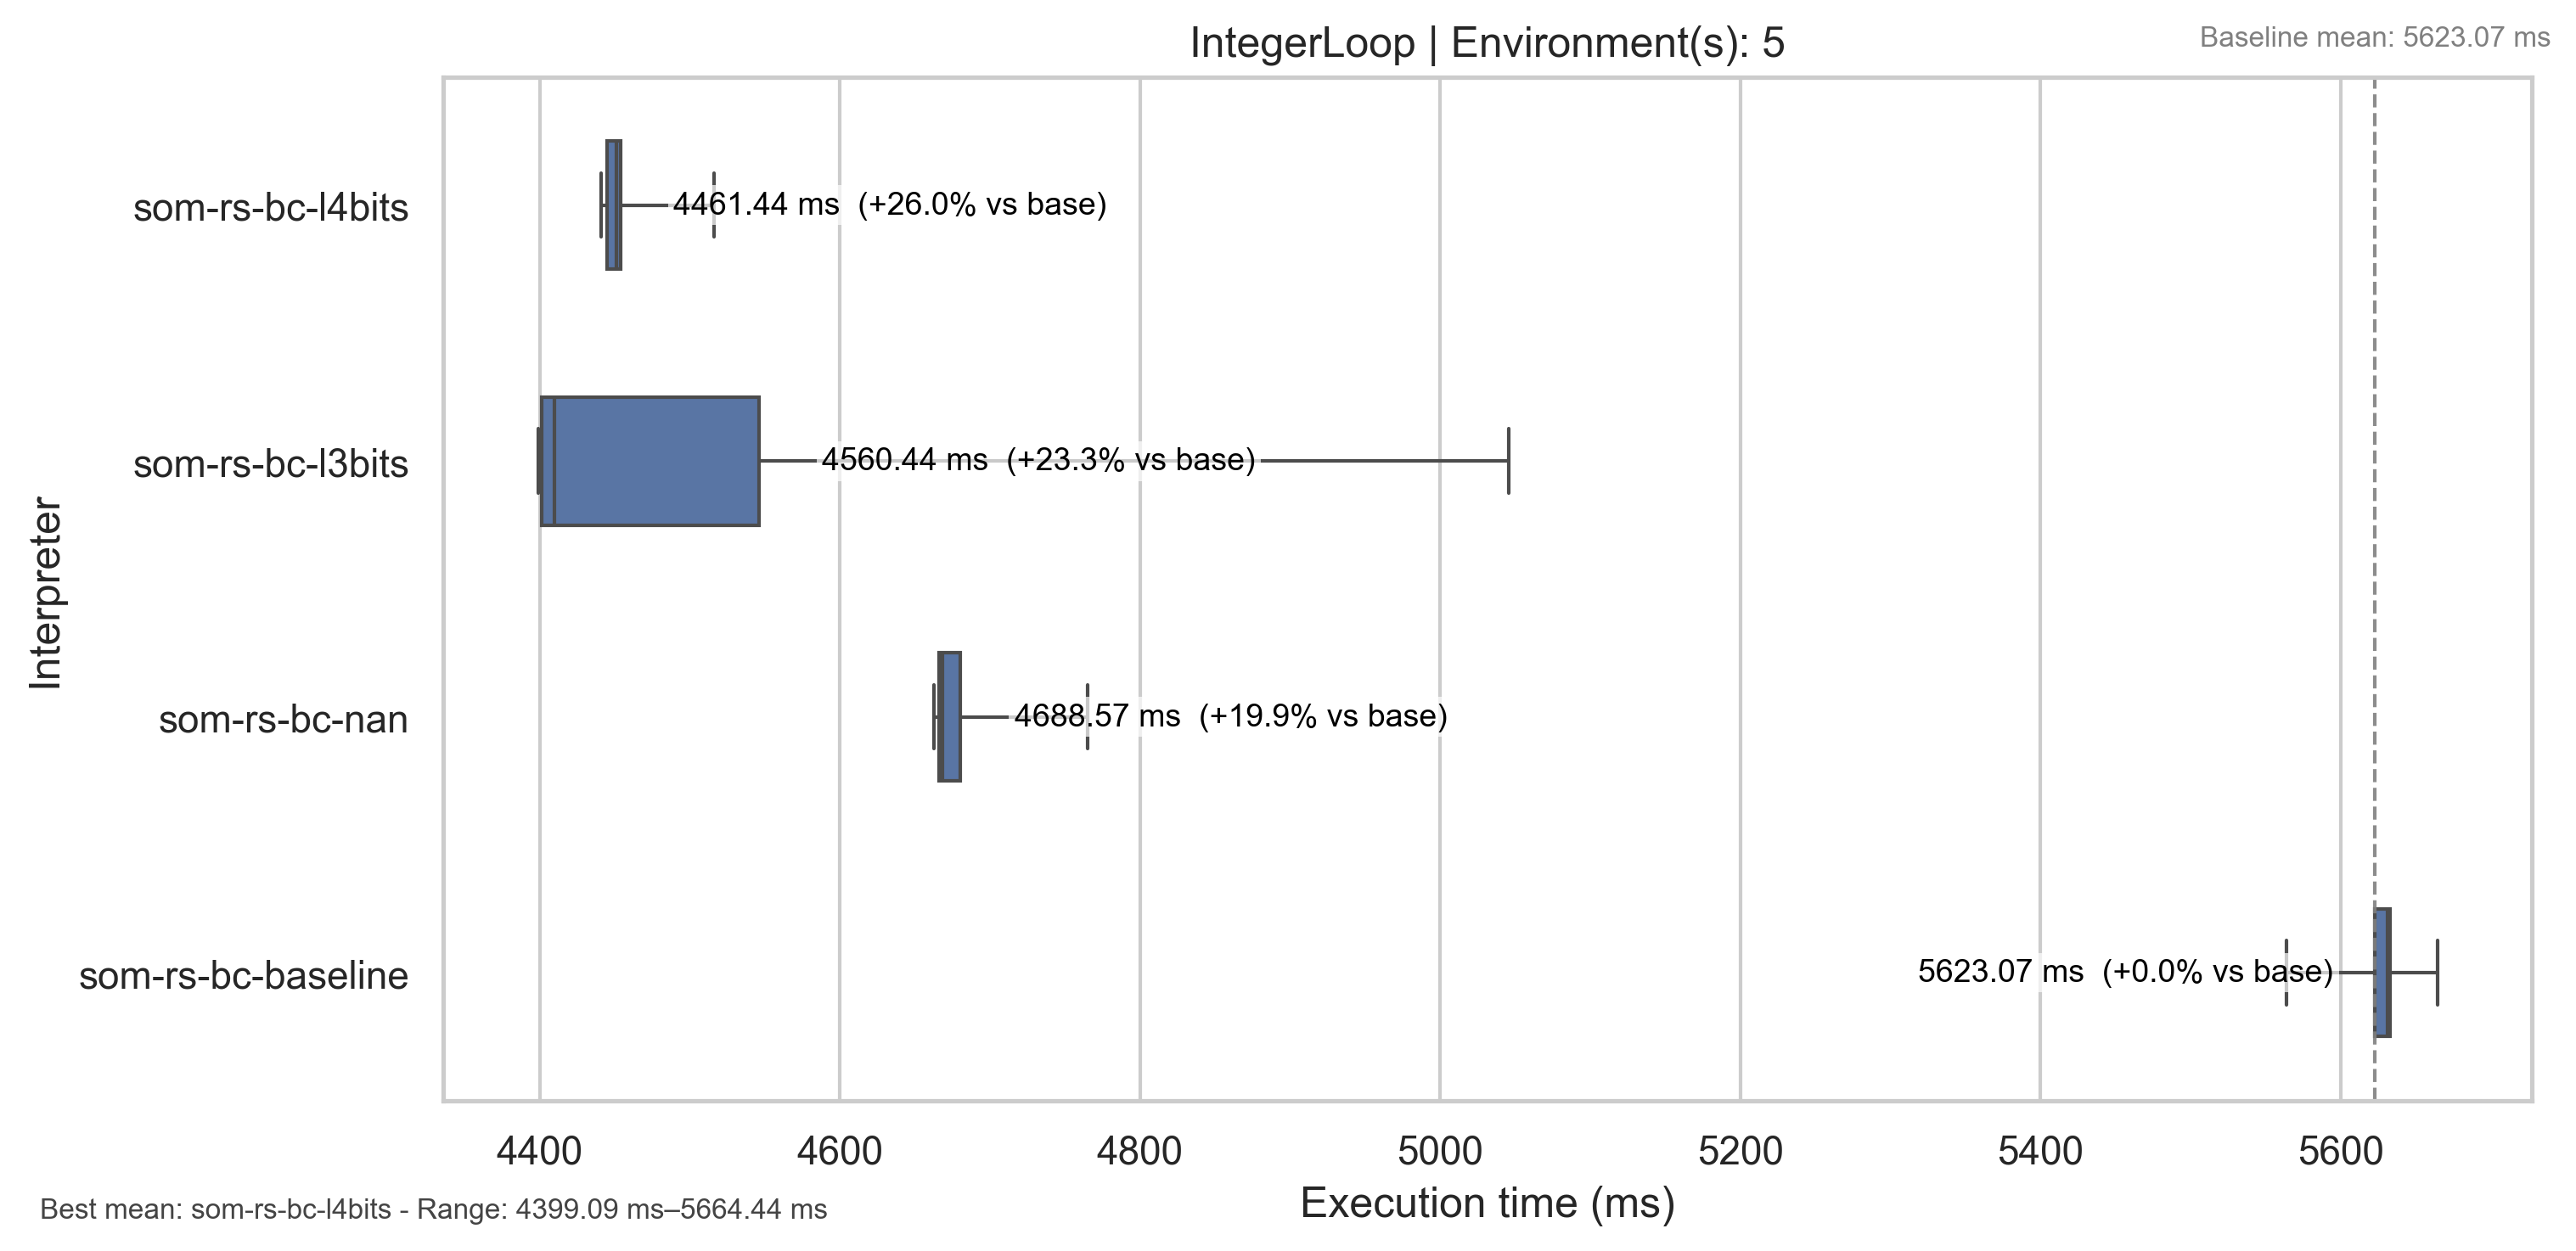 IntegerLoop | Environment(s): 5
Baseline mean: 5623.07 ms
Interpreter
som-rs-bc-l4bits
4461.44 ms (+26.0% vs base)
som-rs-bc-l3bits
4560.44 ms (+23.3% vs base)
som-rs-bc-nan
4688.57 ms (+19.9% vs base)
som-rs-bc-baseline
5623.07 ms (+0.0% vs base)
4400 4600 4800 5000 5200 5400 5600
Execution time (ms)
Best mean: som-rs-bc-l4bits - Range: 4399.09 ms–5664.44 ms